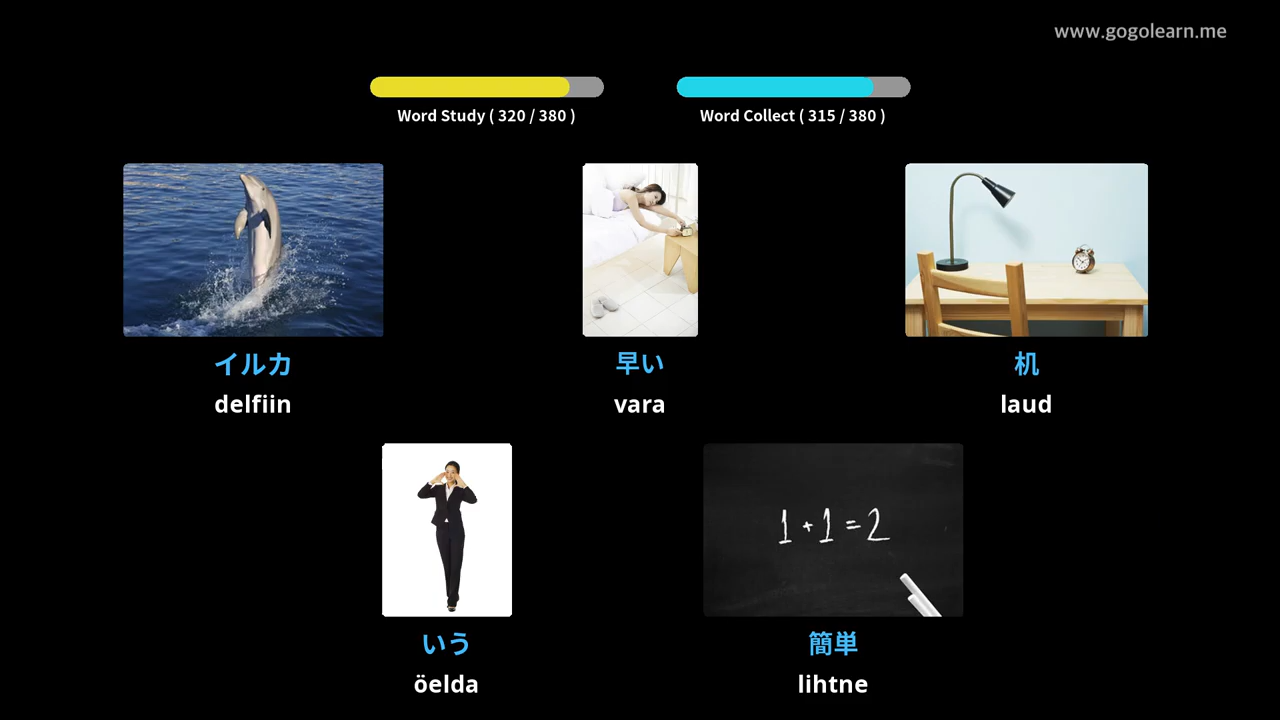 www.gogolearn.me
Word Study ( 320 / 380 )
Word Collect ( 315 / 380 )
イルカ
delfiin
早い
vara
机
laud
いう
öelda
1 + 1 = 2
簡単
lihtne